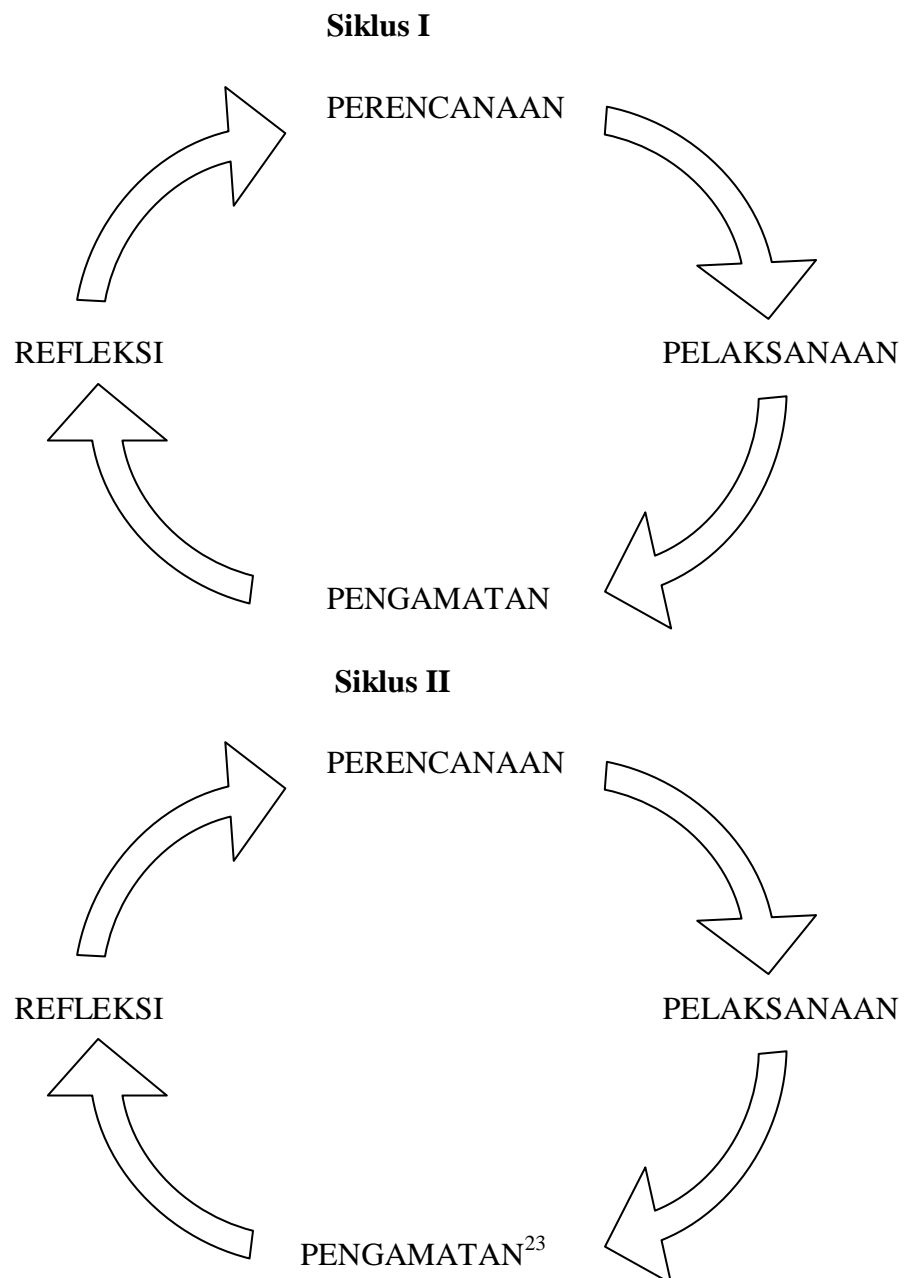 Siklus I
PERENCANAAN
REFLEKSI
PELAKSANAAN
PENGAMATAN
Siklus II
PERENCANAAN
REFLEKSI
PELAKSANAAN
PENGAMATAN²³